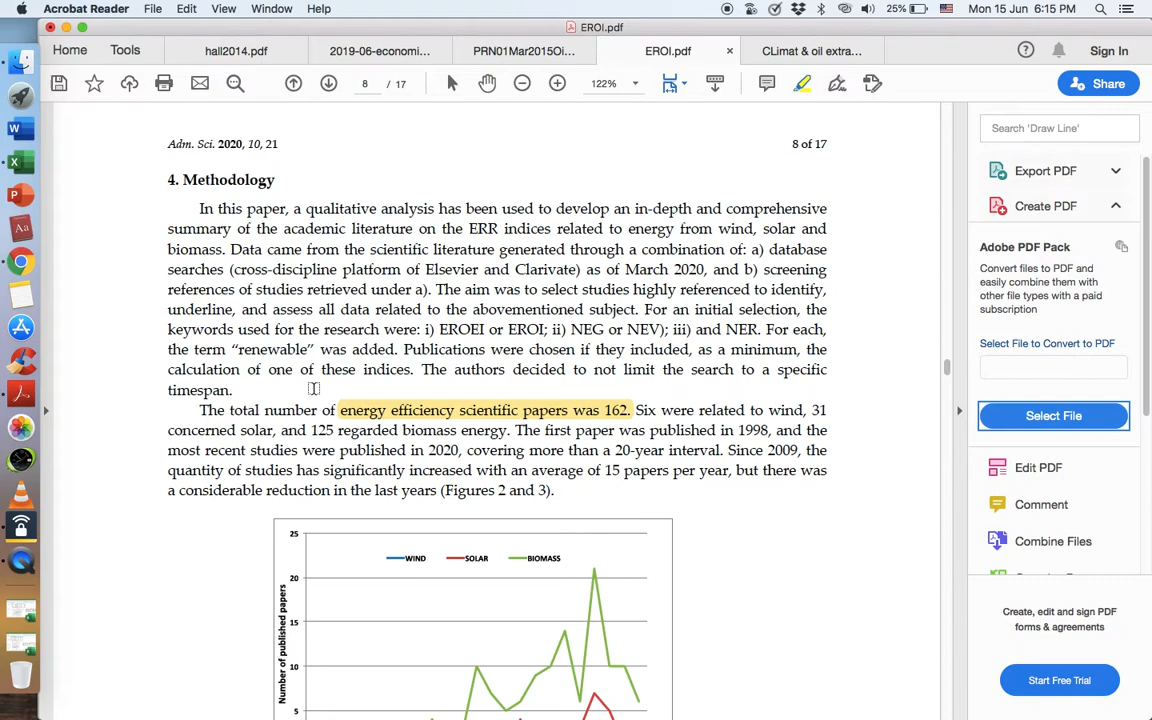 Acrobat Reader File Edit View Window Help 25% Mon 15 Jun 6:15 PM
EROI.pdf
Home Tools hall2014.pdf 2019-06-economi... PRN01Mar2015Oi... EROI.pdf × CLimat & oil extra... Sign In
8 / 17 122% Share
Adm. Sci. 2020, 10, 21 8 of 17
4. Methodology
In this paper, a qualitative analysis has been used to develop an in-depth and comprehensive
summary of the academic literature on the ERR indices related to energy from wind, solar and
biomass. Data came from the scientific literature generated through a combination of: a) database
searches (cross-discipline platform of Elsevier and Clarivate) as of March 2020, and b) screening
references of studies retrieved under a). The aim was to select studies highly referenced to identify,
underline, and assess all data related to the abovementioned subject. For an initial selection, the
keywords used for the research were: i) EROEI or EROI; ii) NEG or NEV); iii) and NER. For each,
the term “renewable” was added. Publications were chosen if they included, as a minimum, the
calculation of one of these indices. The authors decided to not limit the search to a specific
timespan.
The total number of energy efficiency scientific papers was 162. Six were related to wind, 31
concerned solar, and 125 regarded biomass energy. The first paper was published in 1998, and the
most recent studies were published in 2020, covering more than a 20-year interval. Since 2009, the
quantity of studies has significantly increased with an average of 15 papers per year, but there was
a considerable reduction in the last years (Figures 2 and 3).
25
WIND SOLAR BIOMASS
20
15
10
5
Number of published papers
Search 'Draw Line'
Export PDF
Create PDF
Adobe PDF Pack
Convert files to PDF and
easily combine them with
other file types with a paid
subscription
Select File to Convert to PDF
Select File
Edit PDF
Comment
Combine Files
Create, edit and sign PDF
forms & agreements
Start Free Trial